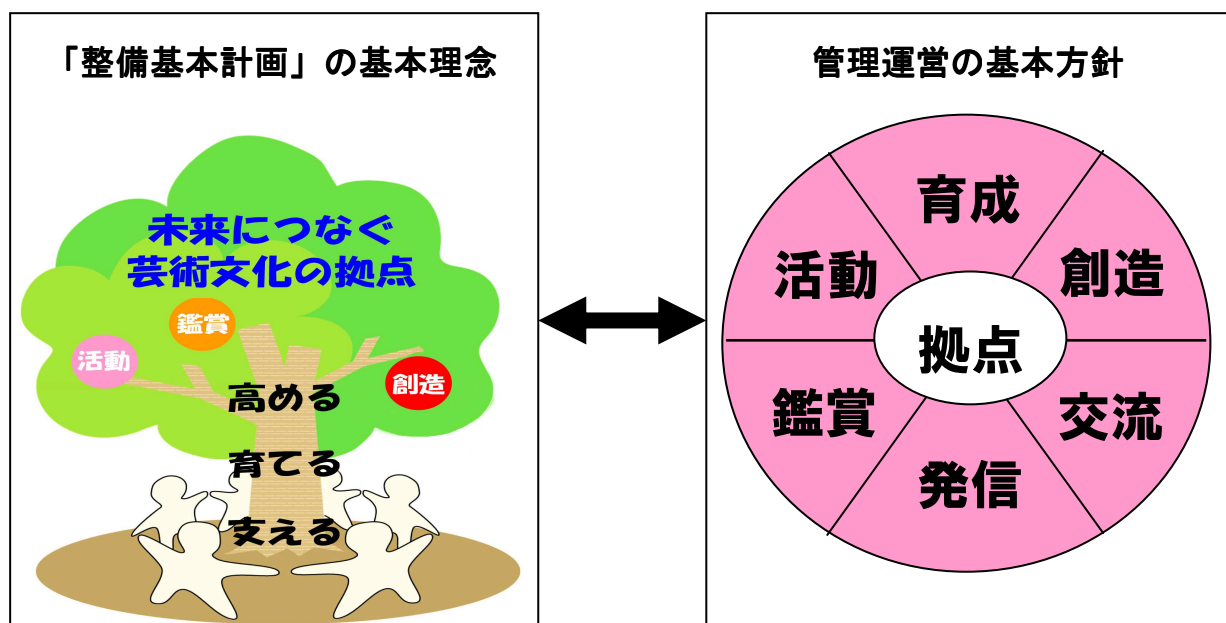 「整備基本計画」の基本理念
未来につなぐ
芸術文化の拠点
鑑賞
活動
創造
高める
育てる
支える
管理運営の基本方針
育成
活動
創造
拠点
鑑賞
交流
発信